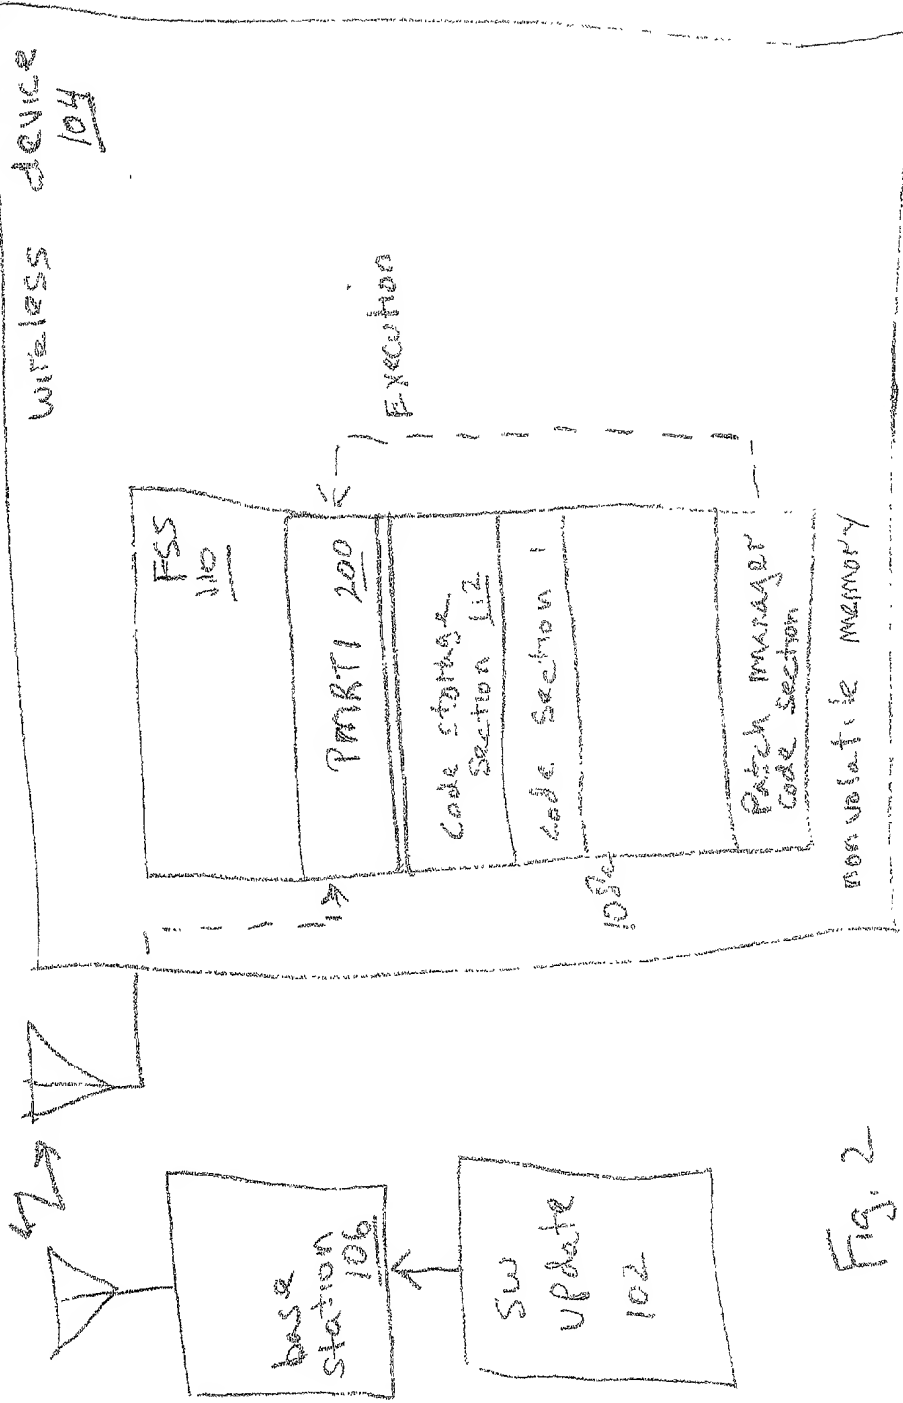 wireless device
104
FSS
110
PMRTI 200
Execution
Code storage
Section 112
Code Section 1
108
Patch manager
Code Section
nonvolatile memory
base
station
106
SW
Update
102
Fig. 2